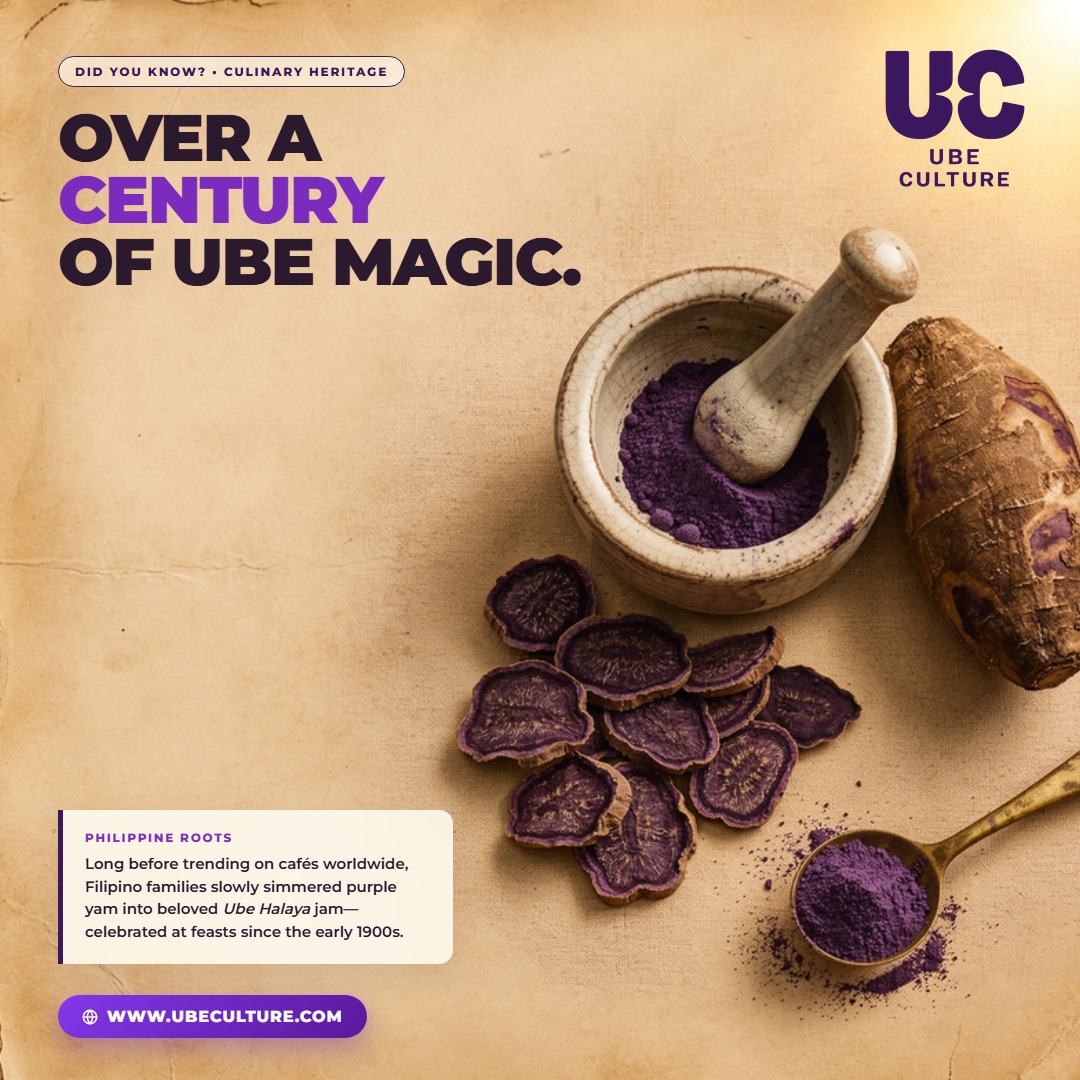 DID YOU KNOW? • CULINARY HERITAGE
OVER A
CENTURY
OF UBE MAGIC.
UC
UBE
CULTURE
PHILIPPINE ROOTS
Long before trending on cafés worldwide,
Filipino families slowly simmered purple
yam into beloved Ube Halaya jam—
celebrated at feasts since the early 1900s.
WWW.UBECULTURE.COM